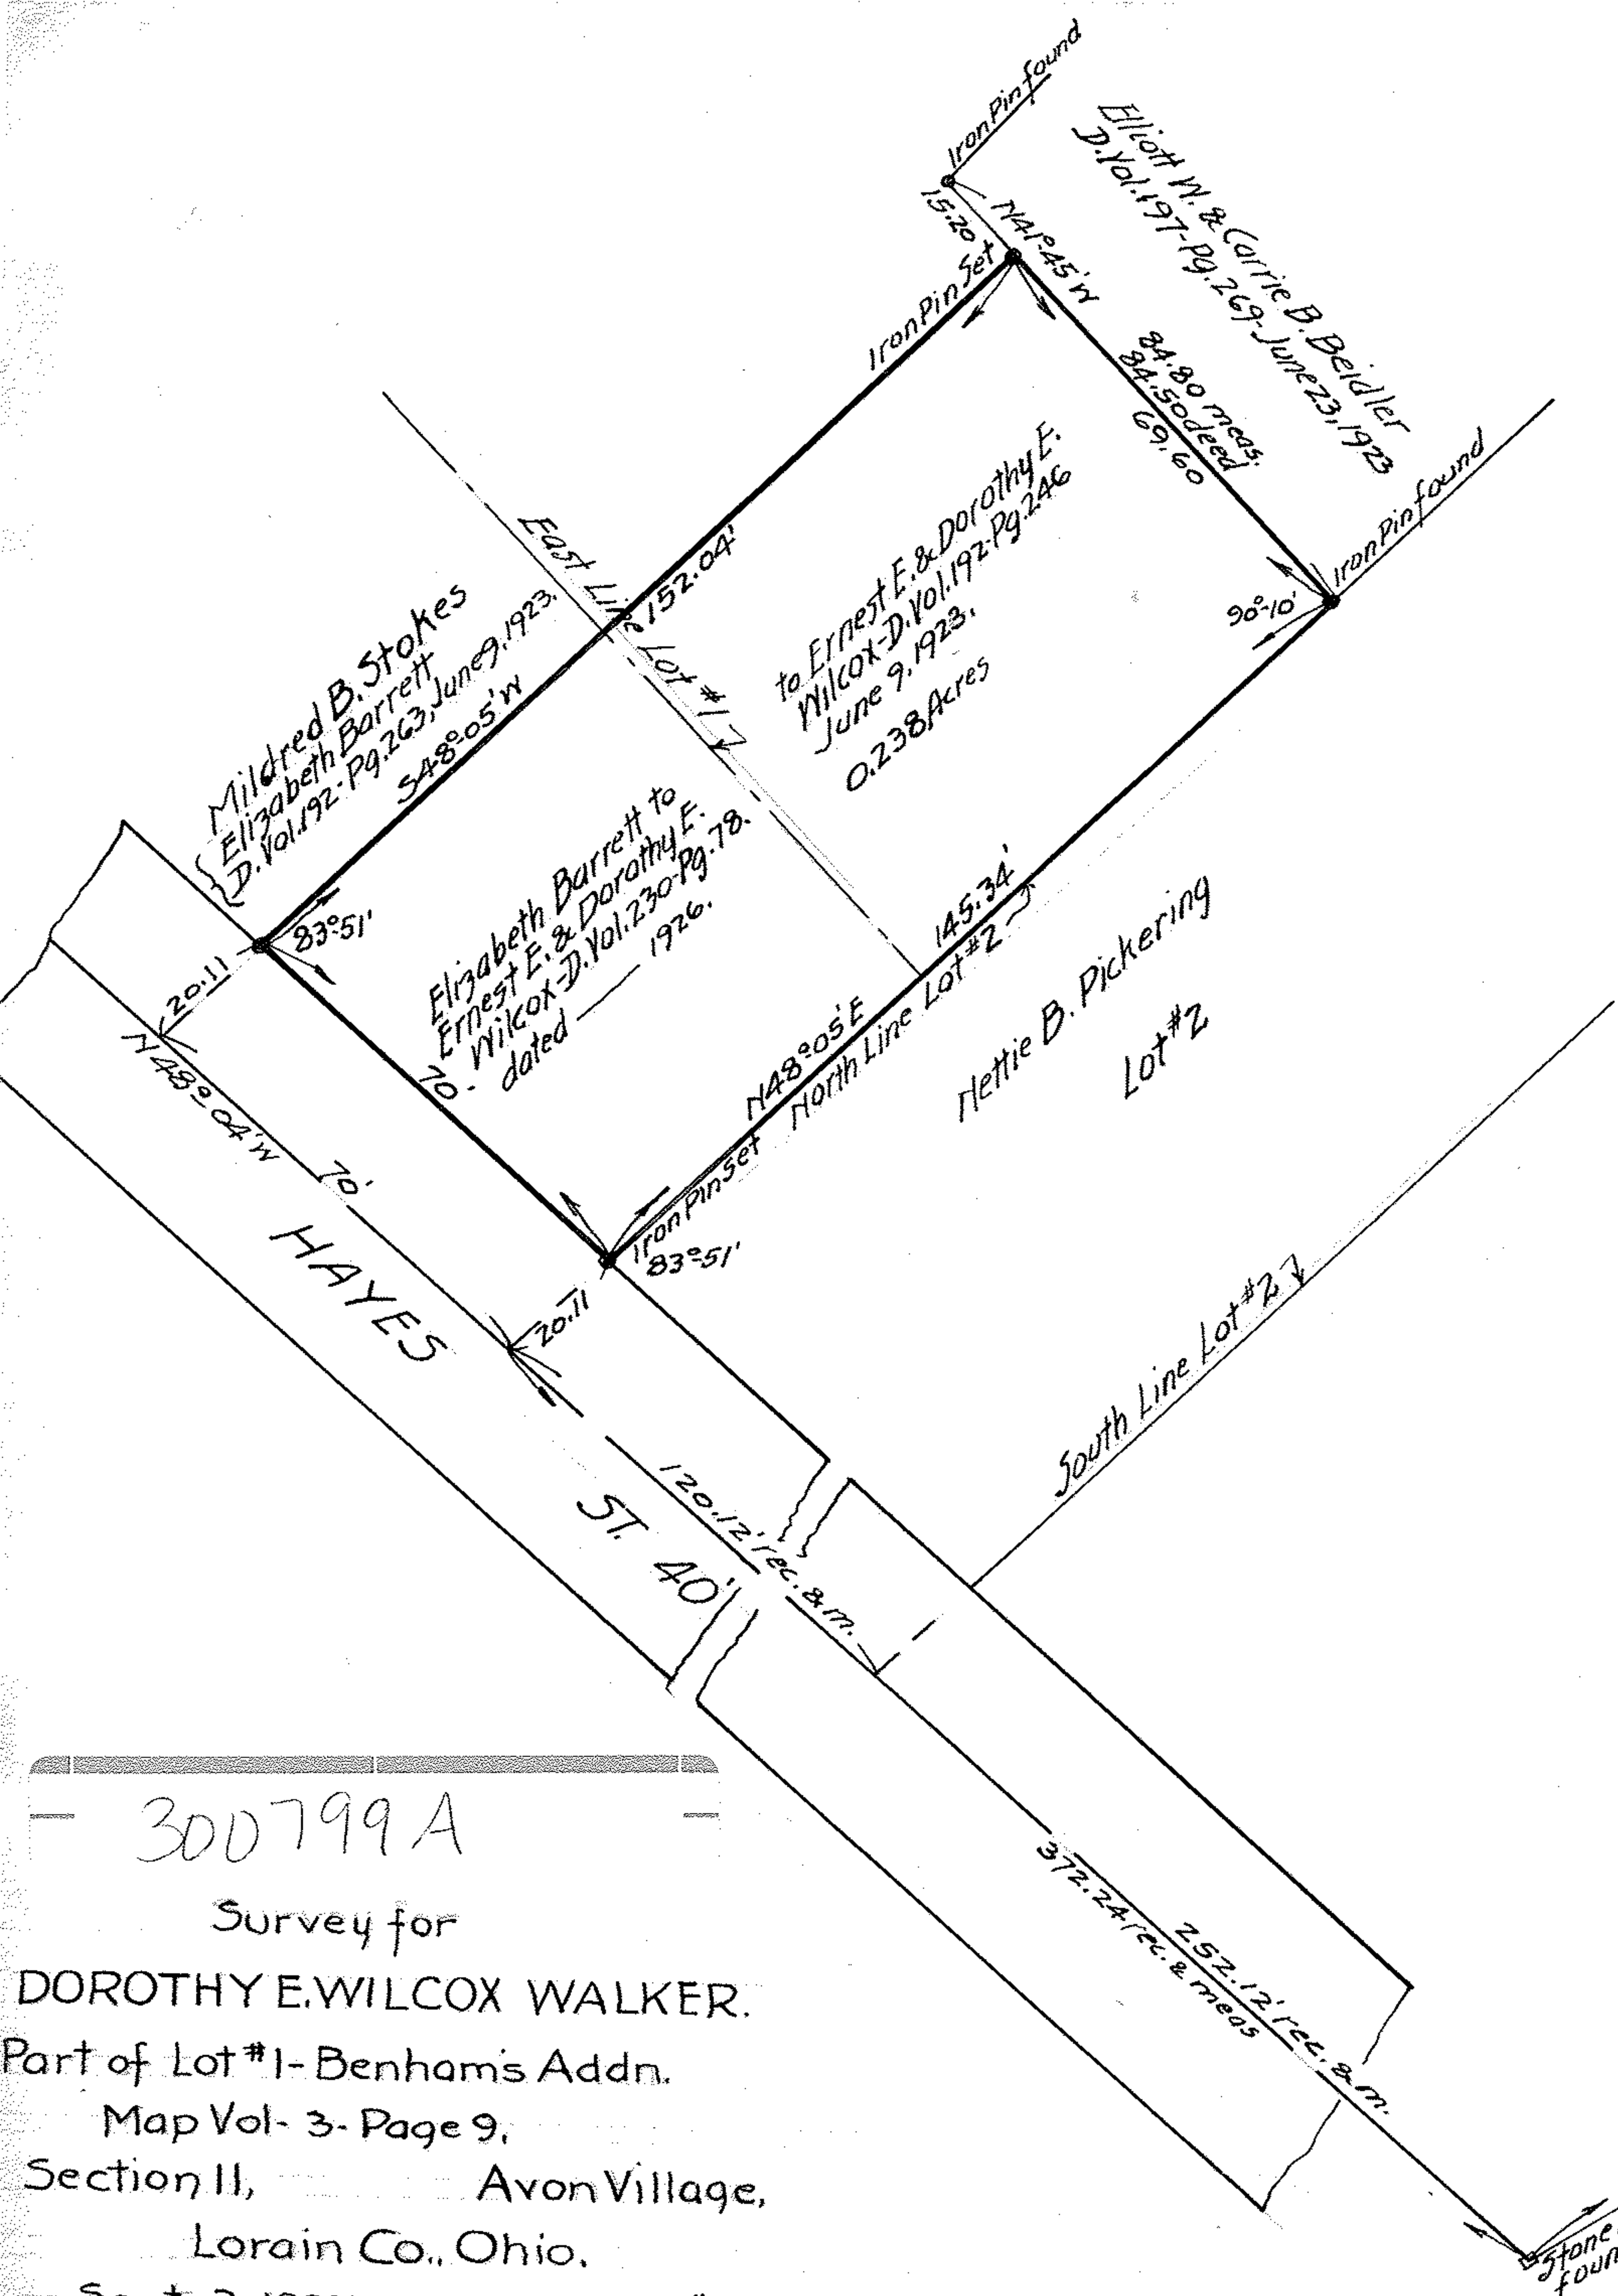 Iron Pin found
Elliott W. & Carrie B. Beidler
D.Vol.197-Pg.269-June 23, 1923
15.20
N41°-45'W
Iron Pin Set
84.80 meas.
84.50 deed
69.60
Iron Pin found
90°-10'
East Line Lot #1
152.04'
S48°-05'W
to Ernest E. & Dorothy E.
Wilcox-D.Vol.192-Pg.246
June 9, 1923.
0.238 Acres
Mildred B. Stokes
Elizabeth Barrett
D.Vol.192-Pg.263, June 9, 1923.
83°-51'
20.11
Elizabeth Barrett to
Ernest E. & Dorothy E.
Wilcox-D.Vol.230-Pg.78.
dated — 1926.
70-
145.34'
N48°-05'E
North Line Lot #2
Nettie B. Pickering
Lot #2
Iron Pin Set
83°-51'
20.11
N48°-04'W
70'
HAYES
ST. 40'
120.12' rec. & m.
South Line Lot #2
372.24 rec. & meas
252.12' rec. & m.
Stone
300799A
Survey for
DOROTHY E. WILCOX WALKER.
Part of Lot #1-Benham's Addn.
Map Vol- 3- Page 9,
Section 11, Avon Village,
Lorain Co., Ohio.